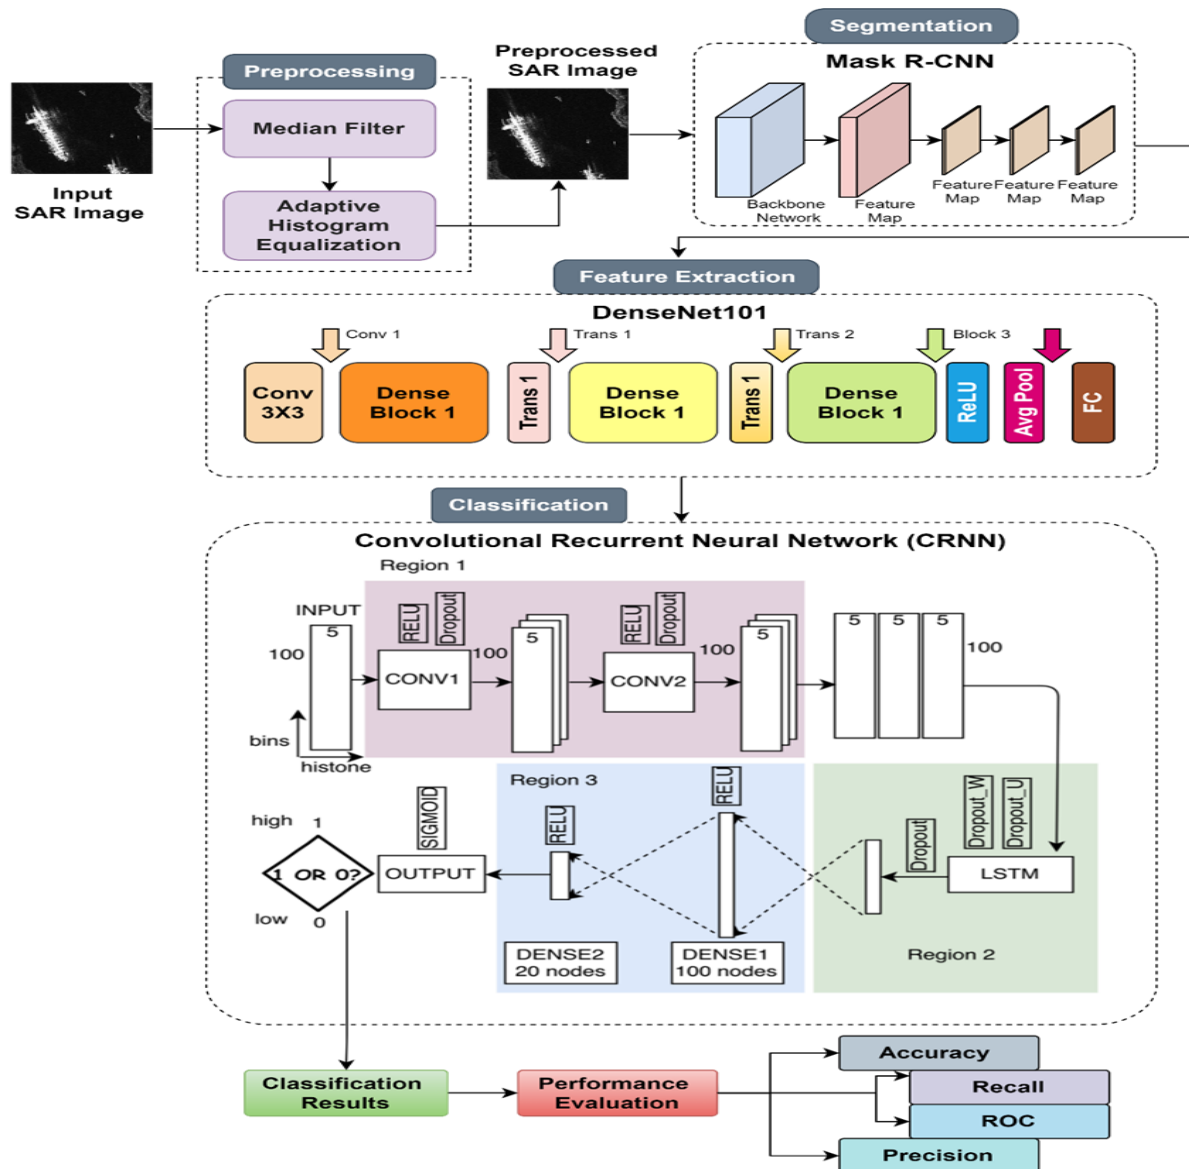 Segmentation
Mask R-CNN
Preprocessed
SAR Image
Preprocessing
Median Filter
Adaptive
Histogram
Equalization
Input
SAR Image
Backbone
Network
Feature
Map
Feature
Map
Feature
Map
Feature
Map
Feature Extraction
DenseNet101
Conv 1
Trans 1
Trans 2
Block 3
Conv
3X3
Dense
Block 1
Trans 1
Dense
Block 1
Trans 1
Dense
Block 1
ReLU
Avg Pool
FC
Classification
Convolutional Recurrent Neural Network (CRNN)
Region 1
INPUT
5
100
bins
histone
RELU
Dropout
CONV1
100
5
RELU
Dropout
CONV2
100
5
5
5
5
100
Region 3
RELU
RELU
DENSE2
20 nodes
DENSE1
100 nodes
Dropout
Dropout_W
Dropout_U
LSTM
Region 2
SIGMOID
OUTPUT
high 1
1 OR 0?
low 0
Classification
Results
Performance
Evaluation
Accuracy
Recall
ROC
Precision